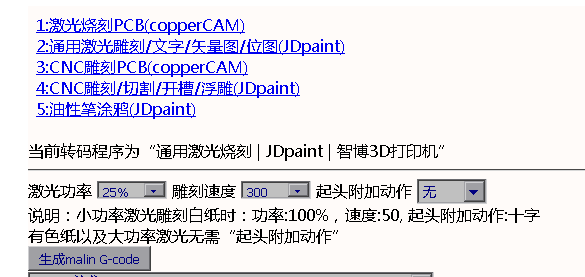 1:激光烧刻PCB(copperCAM)
2:通用激光雕刻/文字/矢量图/位图(JDpaint)
3:CNC雕刻PCB(copperCAM)
4:CNC雕刻/切割/开槽/浮雕(JDpaint)
5:油性笔涂鸦(JDpaint)
当前转码程序为“通用激光烧刻 | JDpaint | 智博3D打印机”
激光功率 25% 雕刻速度 300 起头附加动作 无
说明：小功率激光雕刻白纸时：功率:100%，速度:50, 起头附加动作:十字
有色纸以及大功率激光无需“起头附加动作”
生成malin G-code